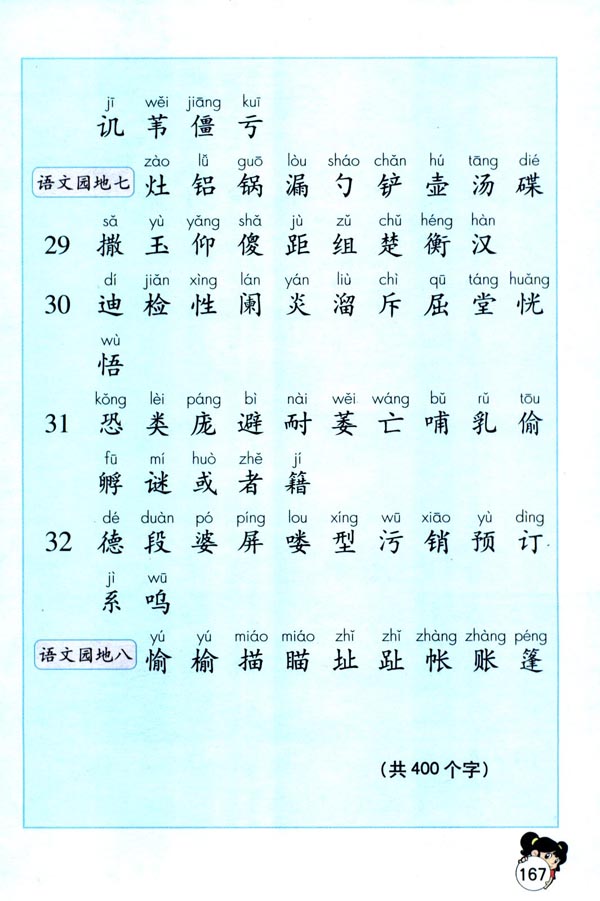 jī wěi jiāng kuī
讥 苇 僵 亏
zào lǚ guō lòu sháo chǎn hú tāng dié
语文园地七 灶 铝 锅 漏 勺 铲 壶 汤 碟
sǎ yù yǎng shǎ jù zǔ chǔ héng hàn
29 撒 玉 仰 傻 距 组 楚 衡 汉
dí jiǎn xìng lán yán liù chì qū táng huǎng
30 迪 检 性 阑 炎 溜 斥 屈 堂 恍
wù
悟
kǒng lèi páng bì nài wěi wáng bǔ rǔ tōu
31 恐 类 庞 避 耐 萎 亡 哺 乳 偷
fū mí huò zhě jí
孵 谜 或 者 籍
dé duàn pó píng lou xíng wū xiāo yù dìng
32 德 段 婆 屏 喽 型 污 销 预 订
jì wū
系 呜
yú yú miáo miáo zhǐ zhǐ zhàng zhàng péng
语文园地八 愉 榆 描 瞄 址 趾 帐 账 篷
（共 400 个字）
167